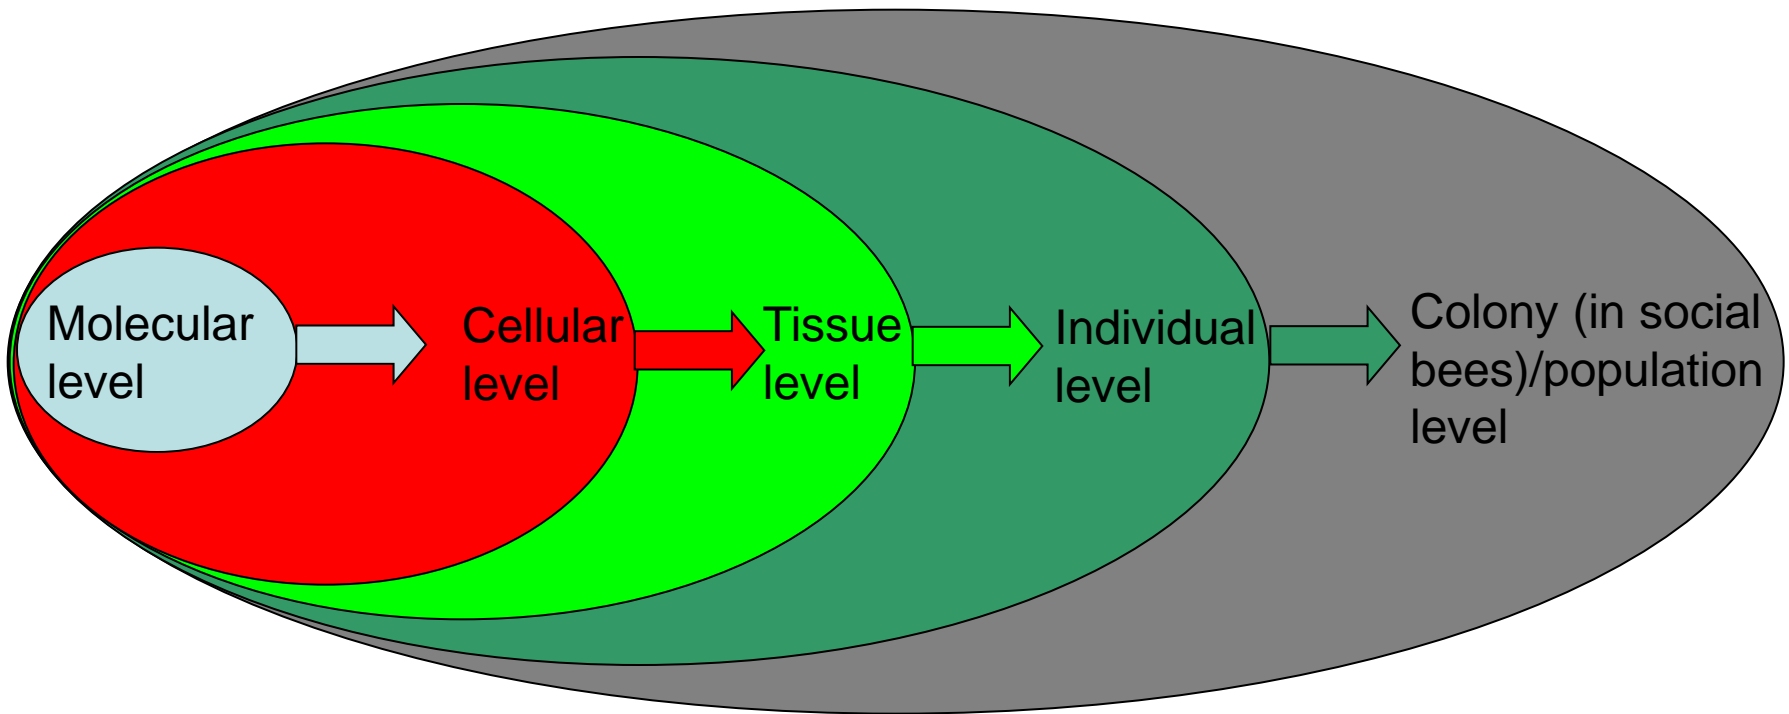 Molecular
level
Cellular
level
Tissue
level
Individual
level
Colony (in social
bees)/population
level